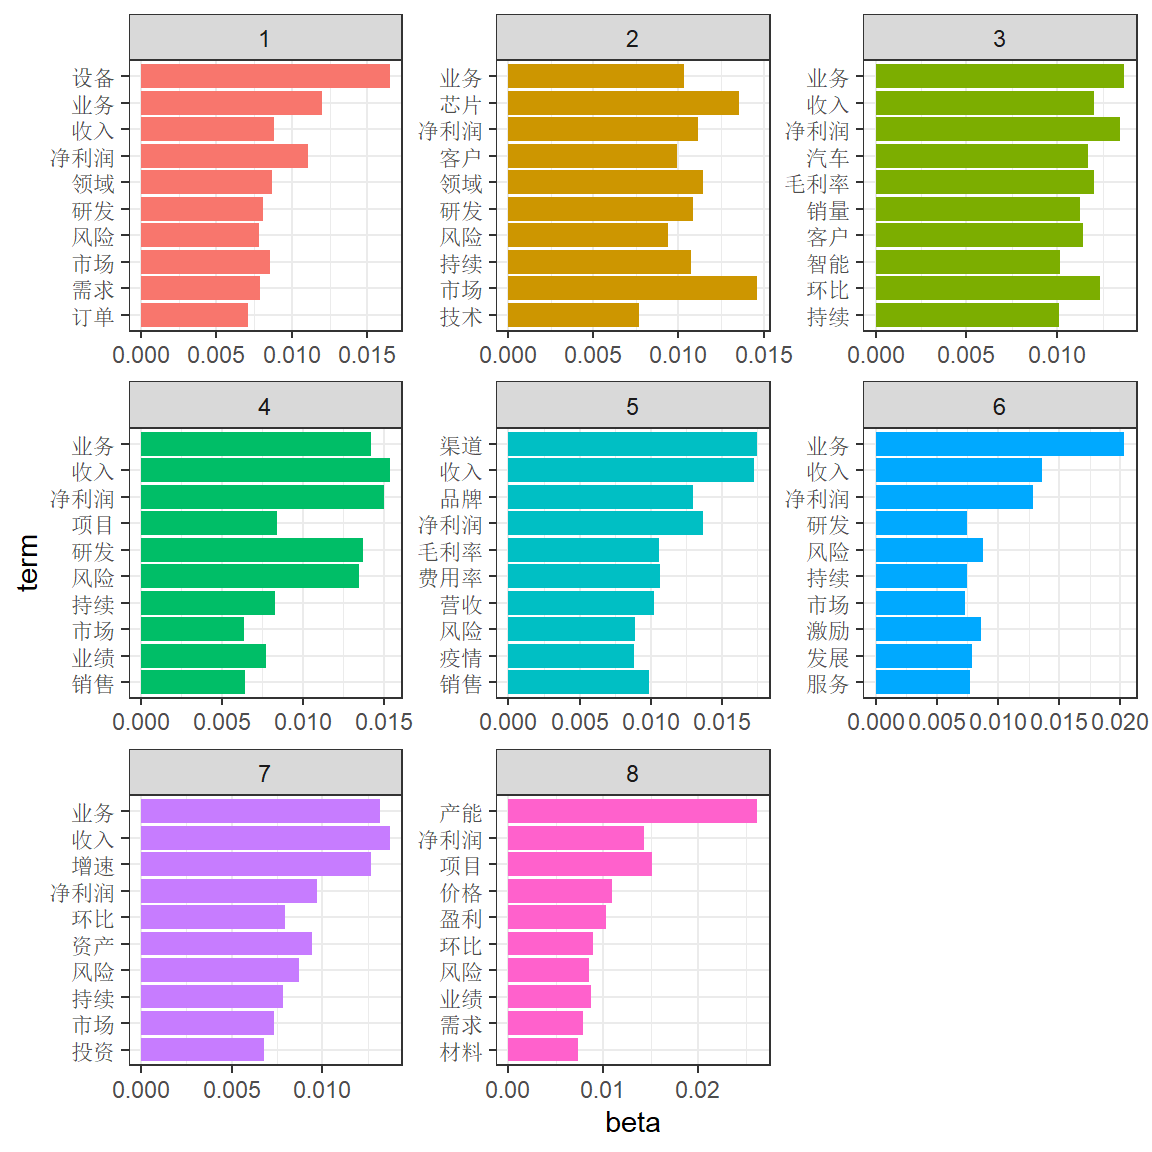 1
设备
业务
收入
净利润
领域
研发
风险
市场
需求
订单
0.000 0.005 0.010 0.015
2
业务
芯片
净利润
客户
领域
研发
风险
持续
市场
技术
0.000 0.005 0.010 0.015
3
业务
收入
净利润
汽车
毛利率
销量
客户
智能
环比
持续
0.000 0.005 0.010
4
业务
收入
净利润
项目
研发
风险
持续
市场
业绩
销售
0.000 0.005 0.010 0.015
5
渠道
收入
品牌
净利润
毛利率
费用率
营收
风险
疫情
销售
0.000 0.005 0.010 0.015
6
业务
收入
净利润
研发
风险
持续
市场
激励
发展
服务
0.000 0.005 0.010 0.015 0.020
7
业务
收入
增速
净利润
环比
资产
风险
持续
市场
投资
0.000 0.005 0.010
8
产能
净利润
项目
价格
盈利
环比
风险
业绩
需求
材料
0.00 0.01 0.02
term
beta